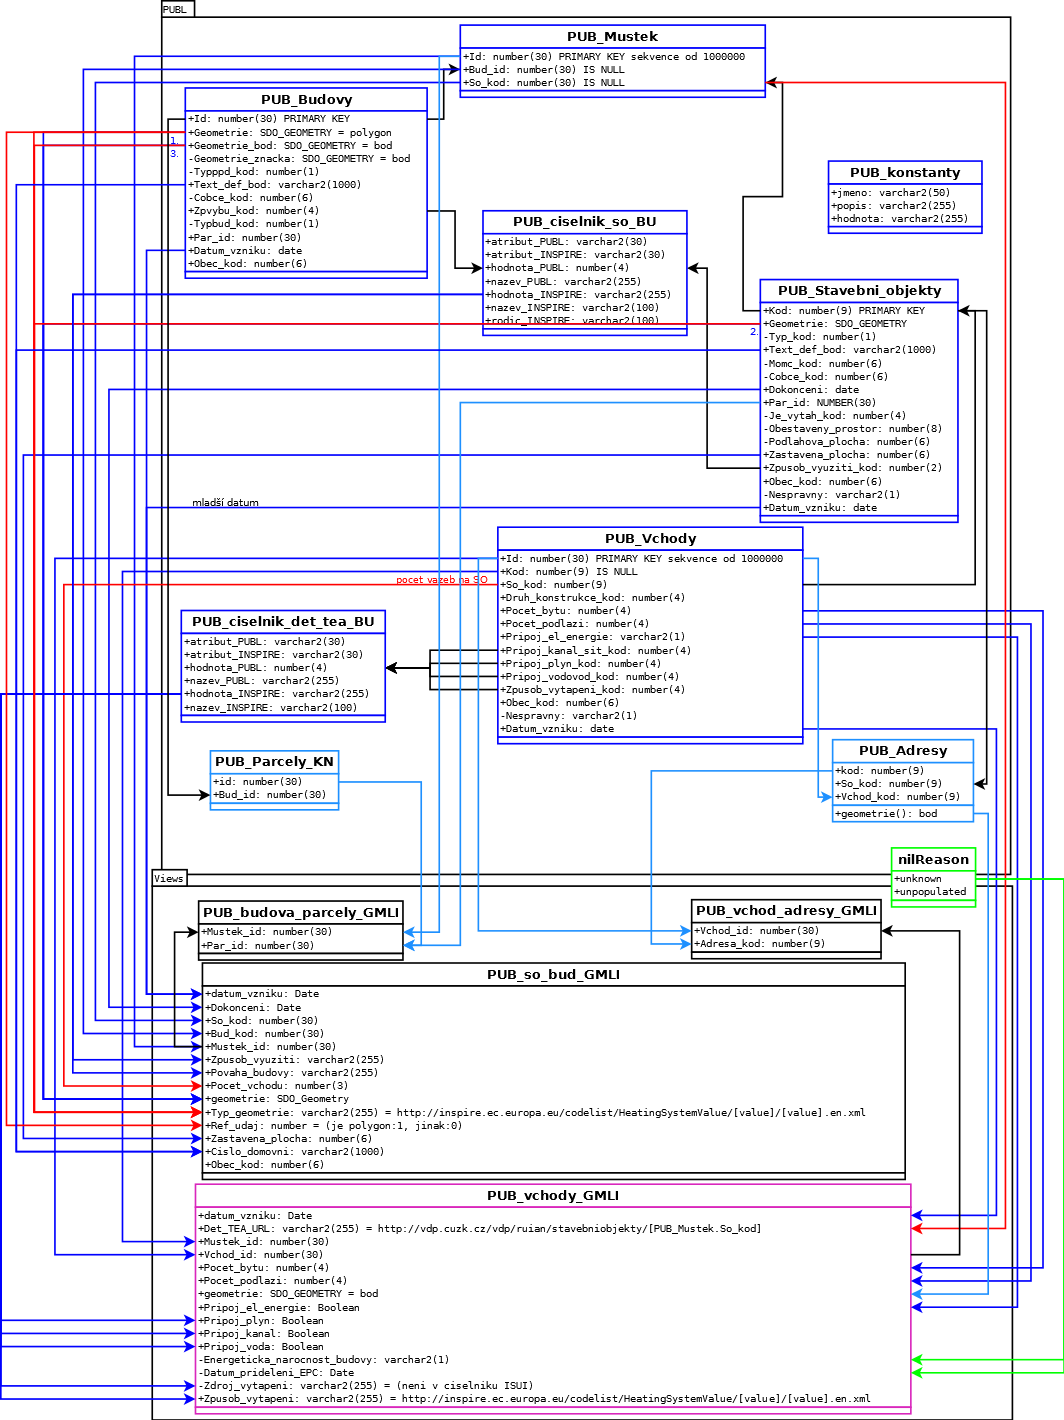 PUBL
PUB_Mustek
+Id: number(30) PRIMARY KEY sekvence od 1000000
+Bud_id: number(30) IS NULL
+So_kod: number(30) IS NULL
PUB_Budovy
+Id: number(30) PRIMARY KEY
+Geometrie: SDO_GEOMETRY = polygon
+Geometrie_bod: SDO_GEOMETRY = bod
-Geometrie_znacka: SDO_GEOMETRY = bod
-Typppd_kod: number(1)
+Text_def_bod: varchar2(1000)
-Cobce_kod: number(6)
+Zpvybu_kod: number(4)
-Typbud_kod: number(1)
+Par_id: number(30)
+Datum_vzniku: date
+Obec_kod: number(6)
1.
3.
PUB_konstanty
+jmeno: varchar2(50)
+popis: varchar2(255)
+hodnota: varchar2(255)
PUB_ciselnik_so_BU
+atribut_PUBL: varchar2(30)
+atribut_INSPIRE: varchar2(30)
+hodnota_PUBL: number(4)
+nazev_PUBL: varchar2(255)
+hodnota_INSPIRE: varchar2(255)
+nazev_INSPIRE: varchar2(100)
+rodic_INSPIRE: varchar2(100)
PUB_Stavebni_objekty
+Kod: number(9) PRIMARY KEY
+Geometrie: SDO_GEOMETRY
-Typ_kod: number(1)
+Text_def_bod: varchar2(1000)
-Momc_kod: number(6)
-Cobce_kod: number(6)
+Dokonceni: date
+Par_id: NUMBER(30)
-Je_vytah_kod: number(4)
-Obestaveny_prostor: number(8)
-Podlahova_plocha: number(6)
+Zastavena_plocha: number(6)
+Zpusob_vyuziti_kod: number(2)
+Obec_kod: number(6)
-Nespravny: varchar2(1)
+Datum_vzniku: date
2.
mladší datum
PUB_Vchody
+Id: number(30) PRIMARY KEY sekvence od 1000000
+Kod: number(9) IS NULL
+So_kod: number(9)
+Druh_konstrukce_kod: number(4)
+Pocet_bytu: number(4)
+Pocet_podlazi: number(4)
+Pripoj_el_energie: varchar2(1)
+Pripoj_kanal_sit_kod: number(4)
+Pripoj_plyn_kod: number(4)
+Pripoj_vodovod_kod: number(4)
+Zpusob_vytapeni_kod: number(4)
+Obec_kod: number(6)
-Nespravny: varchar2(1)
+Datum_vzniku: date
pocet vazeb na SO
PUB_ciselnik_det_tea_BU
+atribut_PUBL: varchar2(30)
+atribut_INSPIRE: varchar2(30)
+hodnota_PUBL: number(4)
+nazev_PUBL: varchar2(255)
+hodnota_INSPIRE: varchar2(255)
+nazev_INSPIRE: varchar2(100)
PUB_Parcely_KN
+id: number(30)
+Bud_id: number(30)
PUB_Adresy
+kod: number(9)
+So_kod: number(9)
+Vchod_kod: number(9)
+geometrie(): bod
nilReason
+unknown
+unpopulated
Views
PUB_budova_parcely_GMLI
+Mustek_id: number(30)
+Par_id: number(30)
PUB_vchod_adresy_GMLI
+Vchod_id: number(30)
+Adresa_kod: number(9)
PUB_so_bud_GMLI
+datum_vzniku: Date
+Dokonceni: Date
+So_kod: number(30)
+Bud_kod: number(30)
+Mustek_id: number(30)
+Zpusob_vyuziti: varchar2(255)
+Povaha_budovy: varchar2(255)
+Pocet_vchodu: number(3)
+geometrie: SDO_Geometry
+Typ_geometrie: varchar2(255) = http://inspire.ec.europa.eu/codelist/HeatingSystemValue/[value]/[value].en.xml
+Ref_udaj: number = (je polygon:1, jinak:0)
+Zastavena_plocha: number(6)
+Cislo_domovni: varchar2(1000)
+Obec_kod: number(6)
PUB_vchody_GMLI
+datum_vzniku: Date
+Det_TEA_URL: varchar2(255) = http://vdp.cuzk.cz/vdp/ruian/stavebniobjekty/[PUB_Mustek.So_kod]
+Mustek_id: number(30)
+Vchod_id: number(30)
+Pocet_bytu: number(4)
+Pocet_podlazi: number(4)
+geometrie: SDO_GEOMETRY = bod
+Pripoj_el_energie: Boolean
+Pripoj_plyn: Boolean
+Pripoj_kanal: Boolean
+Pripoj_voda: Boolean
-Energeticka_narocnost_budovy: varchar2(1)
-Datum_prideleni_EPC: Date
-Zdroj_vytapeni: varchar2(255) = (neni v ciselniku ISUI)
+Zpusob_vytapeni: varchar2(255) = http://inspire.ec.europa.eu/codelist/HeatingSystemValue/[value]/[value].en.xml